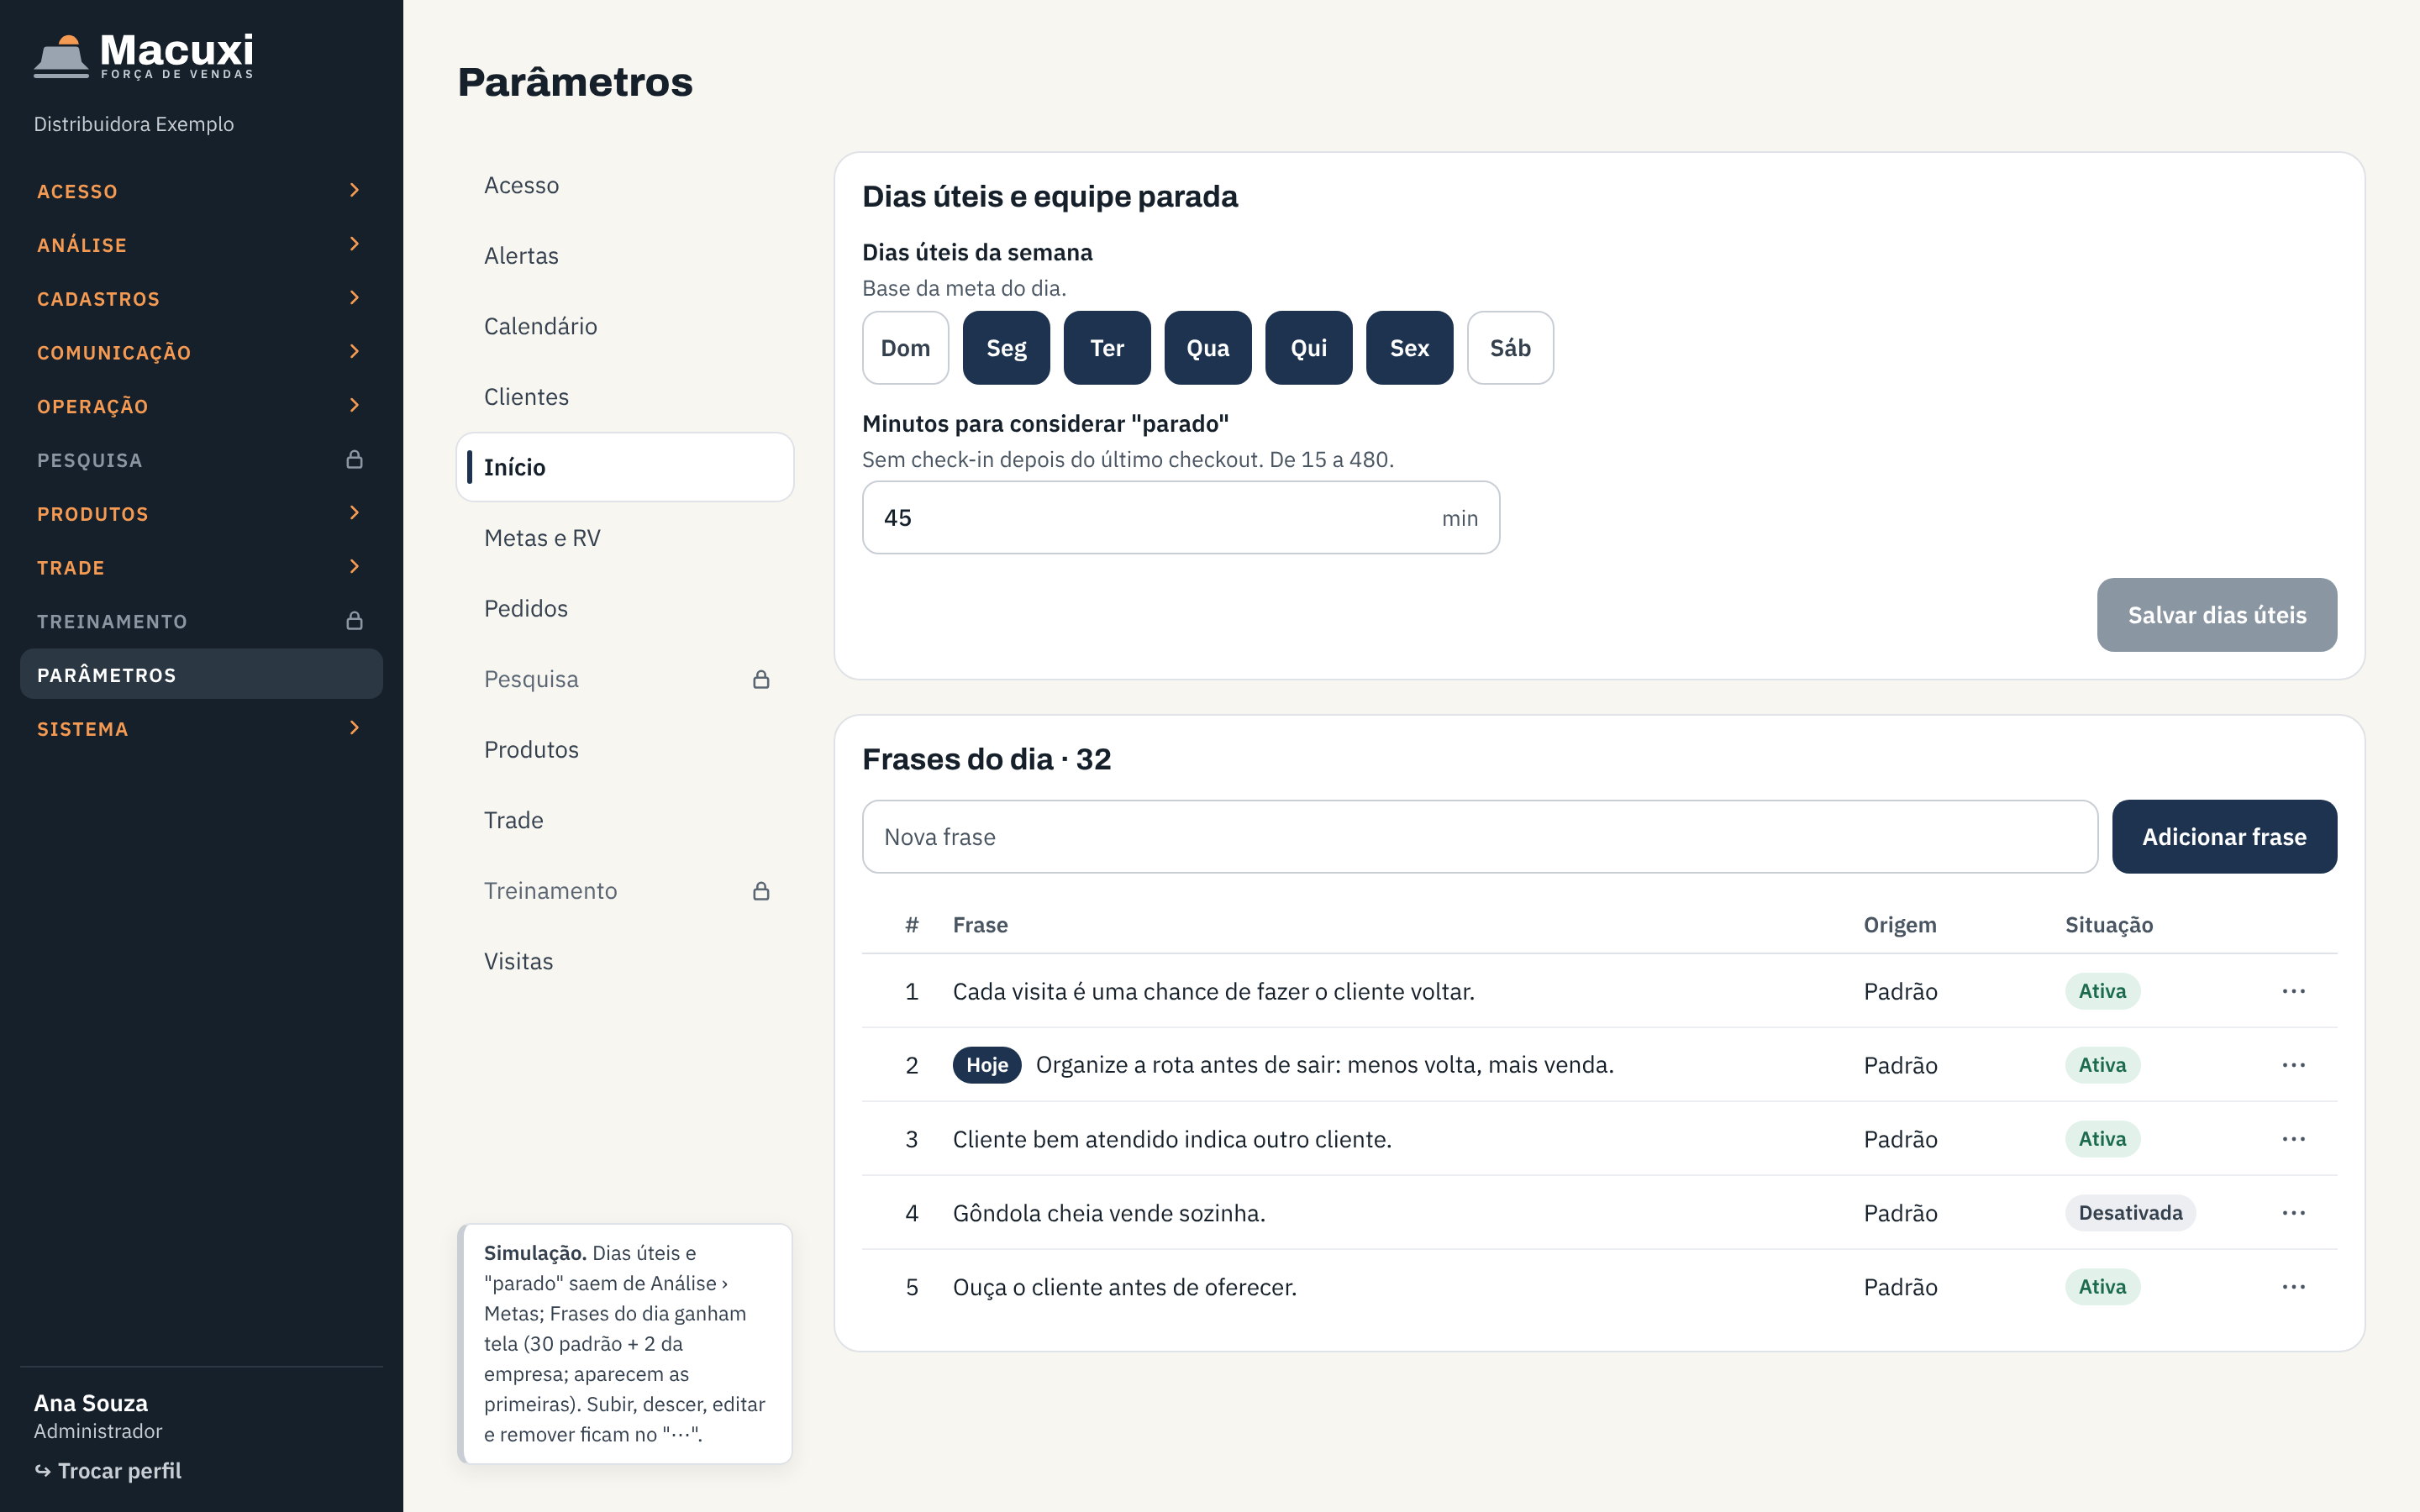 Macuxi
FORÇA DE VENDAS
Distribuidora Exemplo
ACESSO
ANÁLISE
CADASTROS
COMUNICAÇÃO
OPERAÇÃO
PESQUISA
PRODUTOS
TRADE
TREINAMENTO
PARÂMETROS
SISTEMA
Ana Souza
Administrador
↪ Trocar perfil
Parâmetros
Acesso
Alertas
Calendário
Clientes
Início
Metas e RV
Pedidos
Pesquisa
Produtos
Trade
Treinamento
Visitas
Simulação. Dias úteis e
"parado" saem de Análise ›
Metas; Frases do dia ganham
tela (30 padrão + 2 da
empresa; aparecem as
primeiras). Subir, descer, editar
e remover ficam no "⋯".
Dias úteis e equipe parada
Dias úteis da semana
Base da meta do dia.
Dom Seg Ter Qua Qui Sex Sáb
Minutos para considerar "parado"
Sem check-in depois do último checkout. De 15 a 480.
45 min
Salvar dias úteis
Frases do dia · 32
Nova frase
Adicionar frase
# Frase Origem Situação
1 Cada visita é uma chance de fazer o cliente voltar. Padrão Ativa ⋯
2 Hoje Organize a rota antes de sair: menos volta, mais venda. Padrão Ativa ⋯
3 Cliente bem atendido indica outro cliente. Padrão Ativa ⋯
4 Gôndola cheia vende sozinha. Padrão Desativada ⋯
5 Ouça o cliente antes de oferecer. Padrão Ativa ⋯